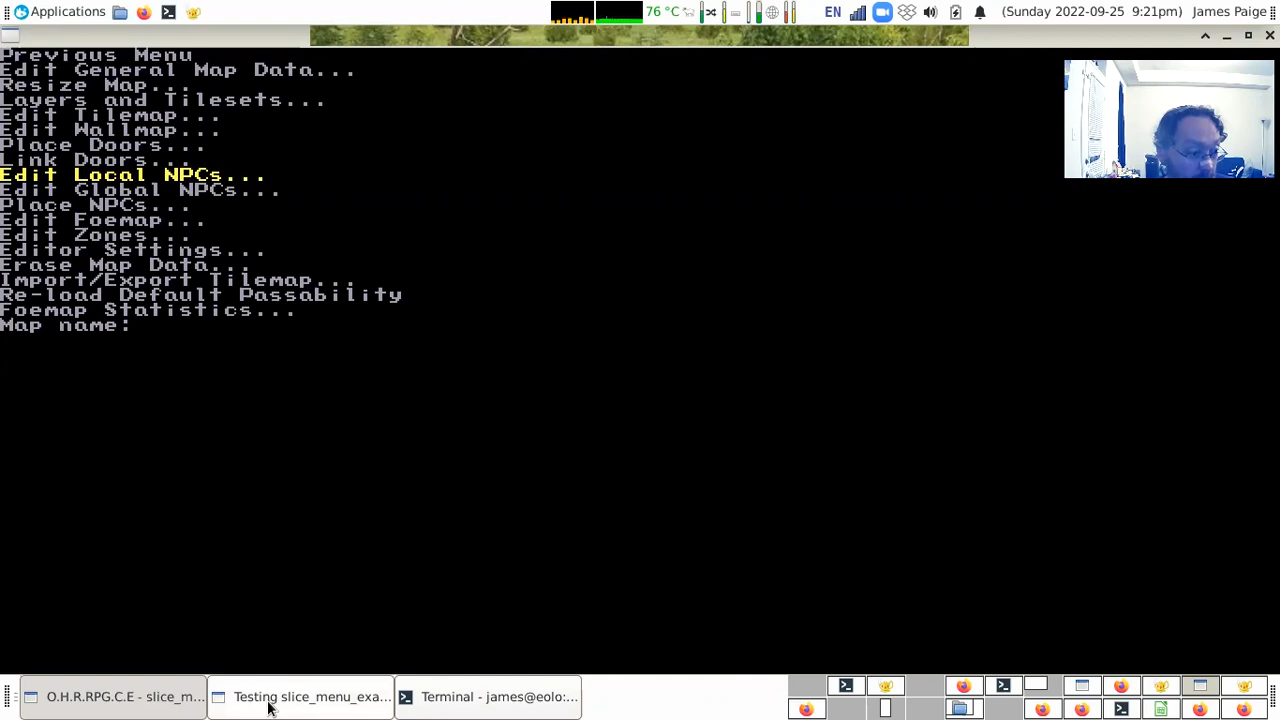 Applications
76 °C
EN
(Sunday 2022-09-25 9:21pm)
James Paige
Previous Menu
Edit General Map Data...
Resize Map...
Layers and Tilesets...
Edit Tilemap...
Edit Wallmap...
Place Doors...
Link Doors...
Edit Local NPCs...
Edit Global NPCs...
Place NPCs...
Edit Foemap...
Edit Zones...
Editor Settings...
Erase Map Data...
Import/Export Tilemap...
Re-load Default Passability
Foemap Statistics...
Map name:
O.H.R.RPG.C.E - slice_m...
Testing slice_menu_exa...
Terminal - james@eolo:...